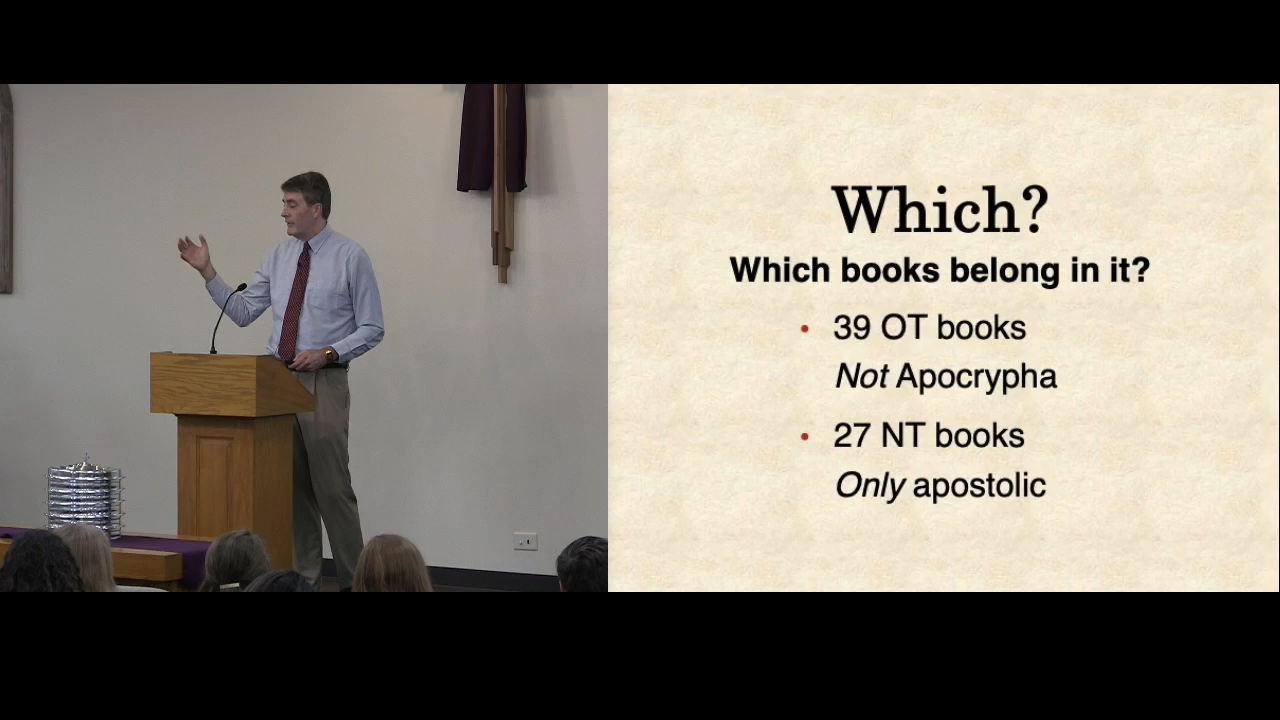 Which?
Which books belong in it?
39 OT books
Not Apocrypha
27 NT books
Only apostolic